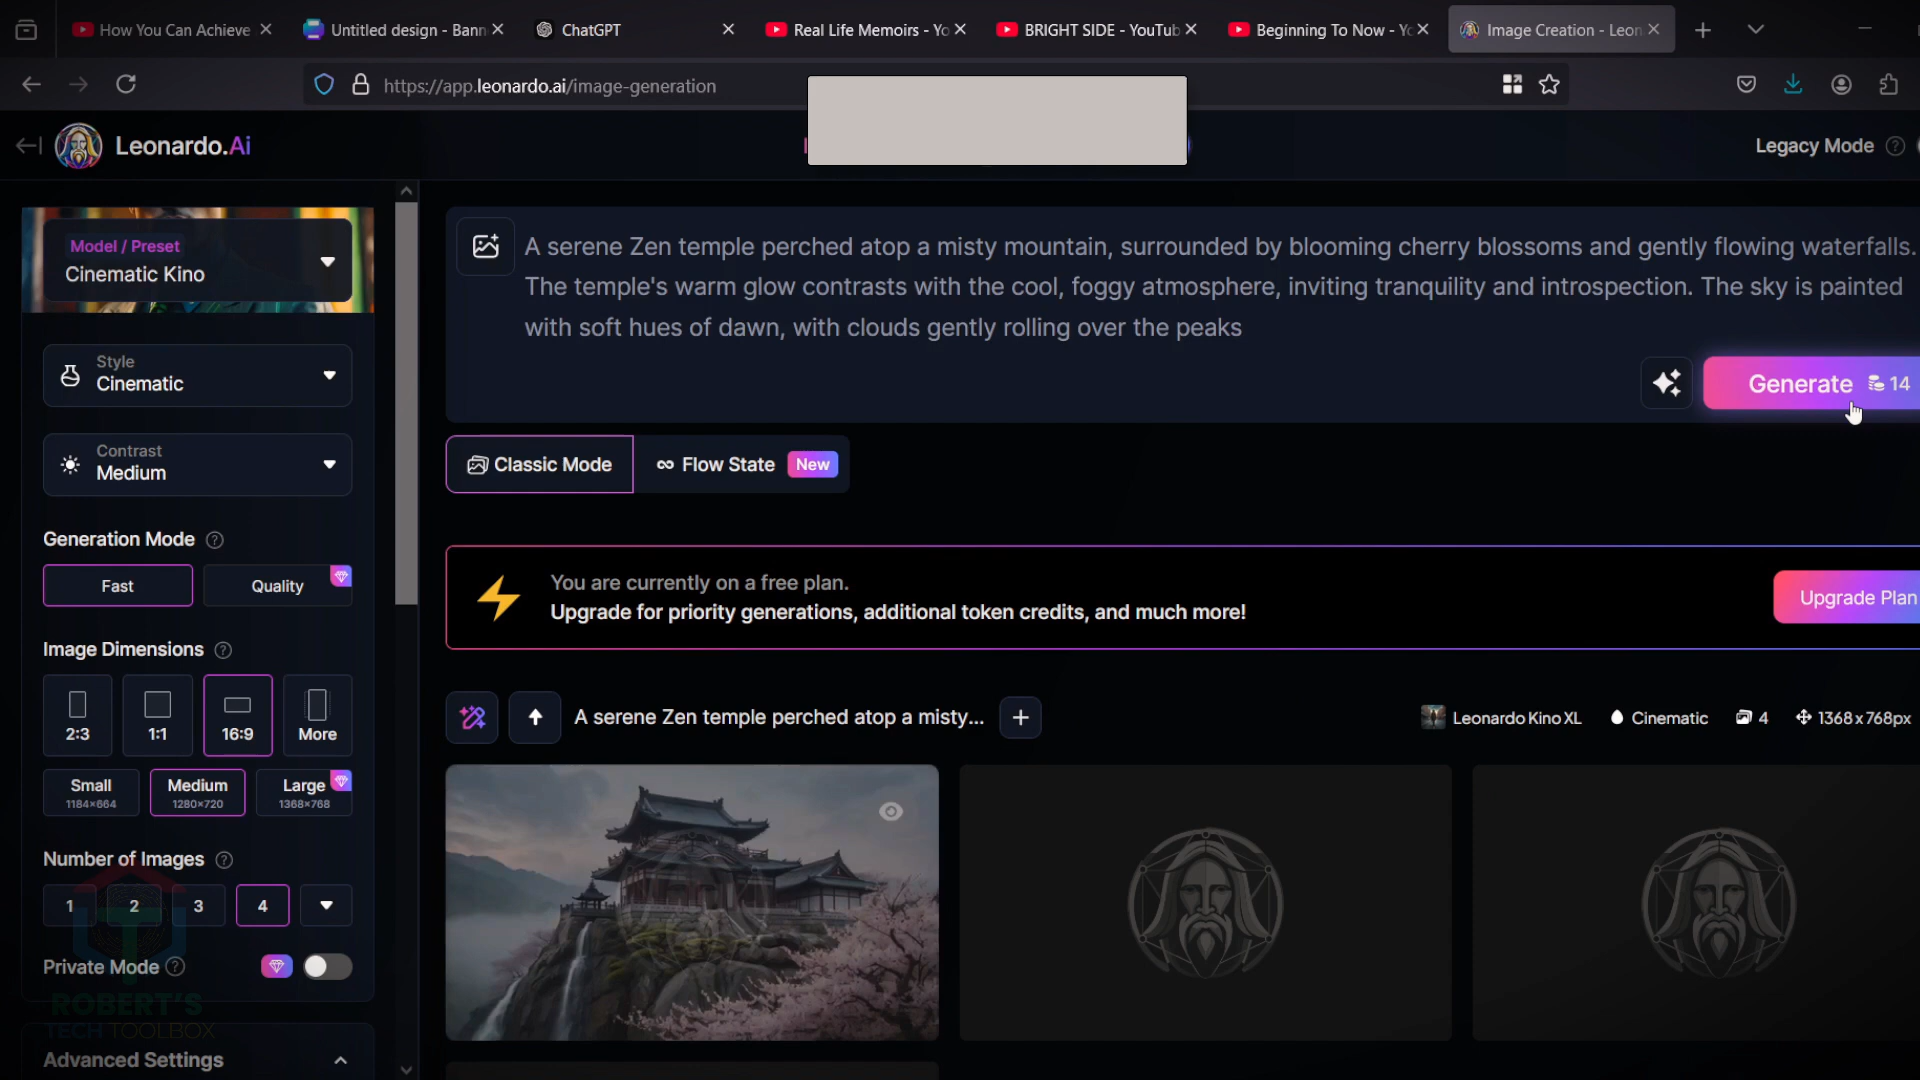 How You Can Achieve
Untitled design - Bann
ChatGPT
Real Life Memoirs - Yo
BRIGHT SIDE - YouTub
Beginning To Now - Yo
Image Creation - Leon
https://app.leonardo.ai/image-generation
Leonardo.Ai
Legacy Mode
Model / Preset
Cinematic Kino
A serene Zen temple perched atop a misty mountain, surrounded by blooming cherry blossoms and gently flowing waterfalls.
The temple's warm glow contrasts with the cool, foggy atmosphere, inviting tranquility and introspection. The sky is painted
with soft hues of dawn, with clouds gently rolling over the peaks
Style
Cinematic
Generate 14
Contrast
Medium
Classic Mode
Flow State New
Generation Mode
Fast
Quality
You are currently on a free plan.
Upgrade for priority generations, additional token credits, and much more!
Upgrade Plan
Image Dimensions
2:3
1:1
16:9
More
A serene Zen temple perched atop a misty...
Leonardo Kino XL
Cinematic
4
1368x768px
Small
1184×664
Medium
1280×720
Large
1368×768
Number of Images
1
2
3
4
Private Mode
ROBERT'S
TECH TOOLBOX
Advanced Settings